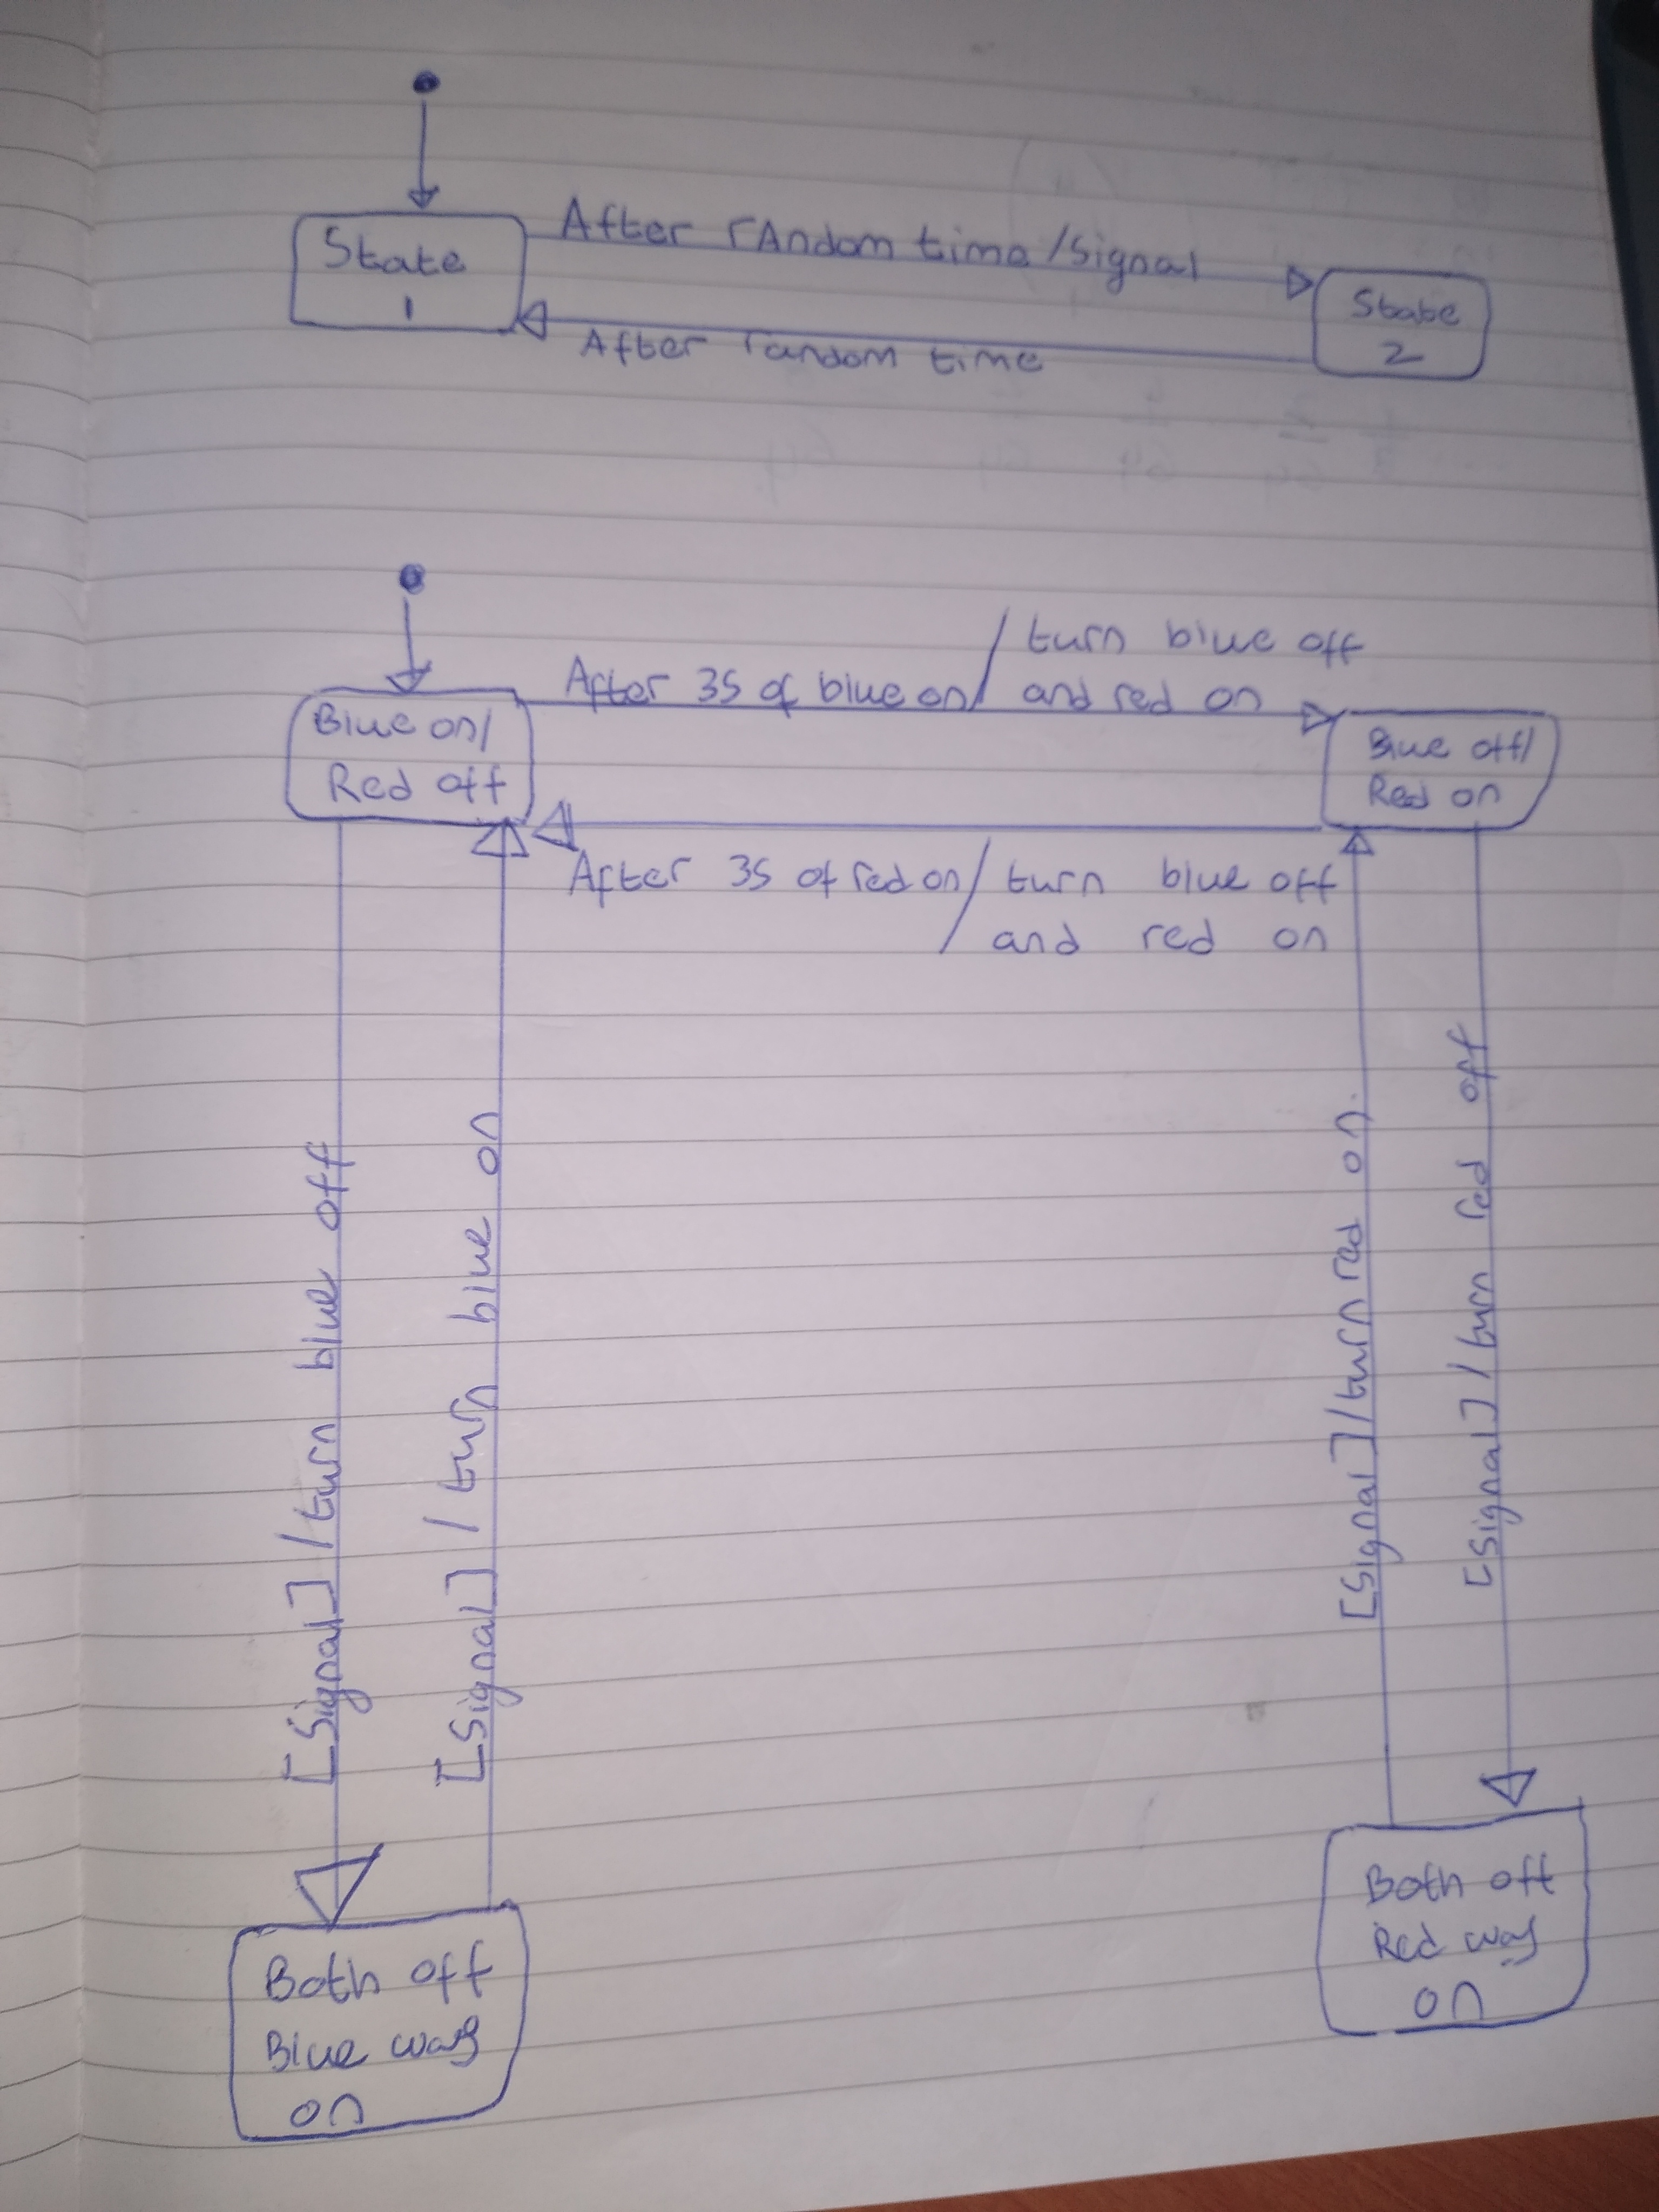 State
1
After rAndom time/Signal
State
2
After random time
turn blue off
After 3s of blue on/ and red on
Blue on/
Red off
Blue off/
Red on
After 3s of red on/ turn blue off
and red on
[Signal]/turn blue off
[Signal]/turn blue on
[Signal]/turn red on.
[Signal]/turn red off
Both off
Blue was
on
Both off
Red was
on